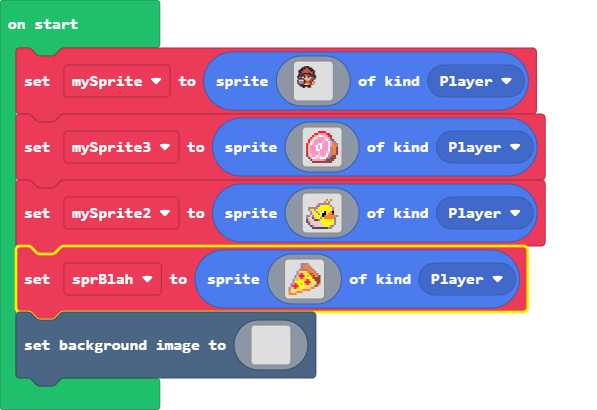 on start
set mySprite to sprite of kind Player
set mySprite3 to sprite of kind Player
set mySprite2 to sprite of kind Player
set sprBlah to sprite of kind Player
set background image to